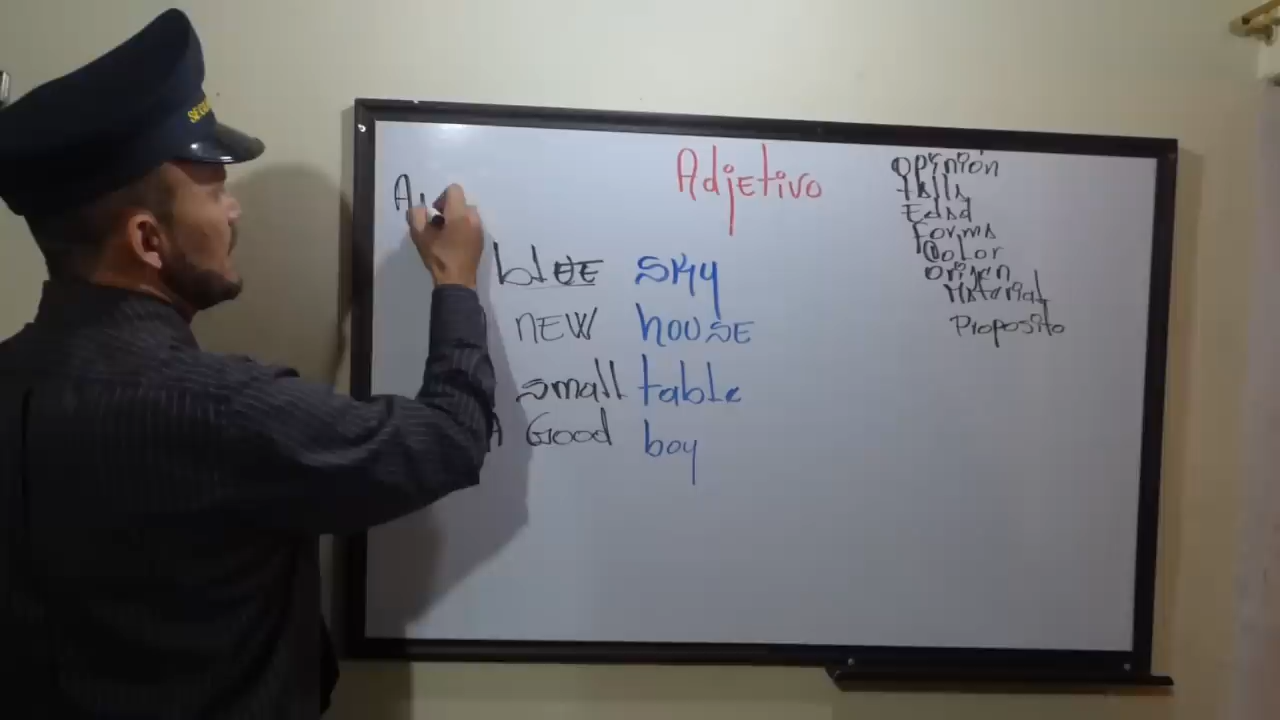 Adjetivo
bluE sky
nEW housE
small table
A Good boy
Opinión
talla
Edad
forma
Color
origen
Material
Proposito